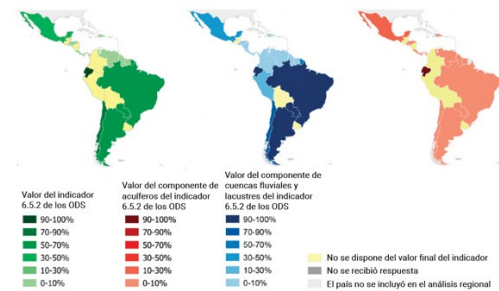 Valor del indicador
6.5.2 de los ODS
90-100%
70-90%
50-70%
30-50%
10-30%
0-10%
Valor del componente de
acuíferos del indicador
6.5.2 de los ODS
90-100%
70-90%
50-70%
30-50%
10-30%
0-10%
Valor del componente de
cuencas fluviales y
lacustres del indicador
6.5.2 de los ODS
90-100%
70-90%
50-70%
30-50%
10-30%
0-10%
No se dispone del valor final del indicador
No se recibió respuesta
El país no se incluyó en el análisis regional